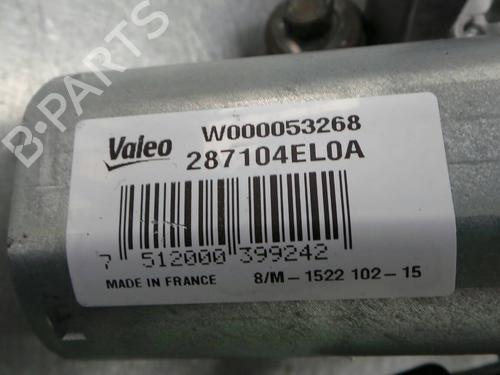 Valeo
W000053268
287104EL0A
7 512000 399242
MADE IN FRANCE 8/M-1522 102-15
B-PARTS